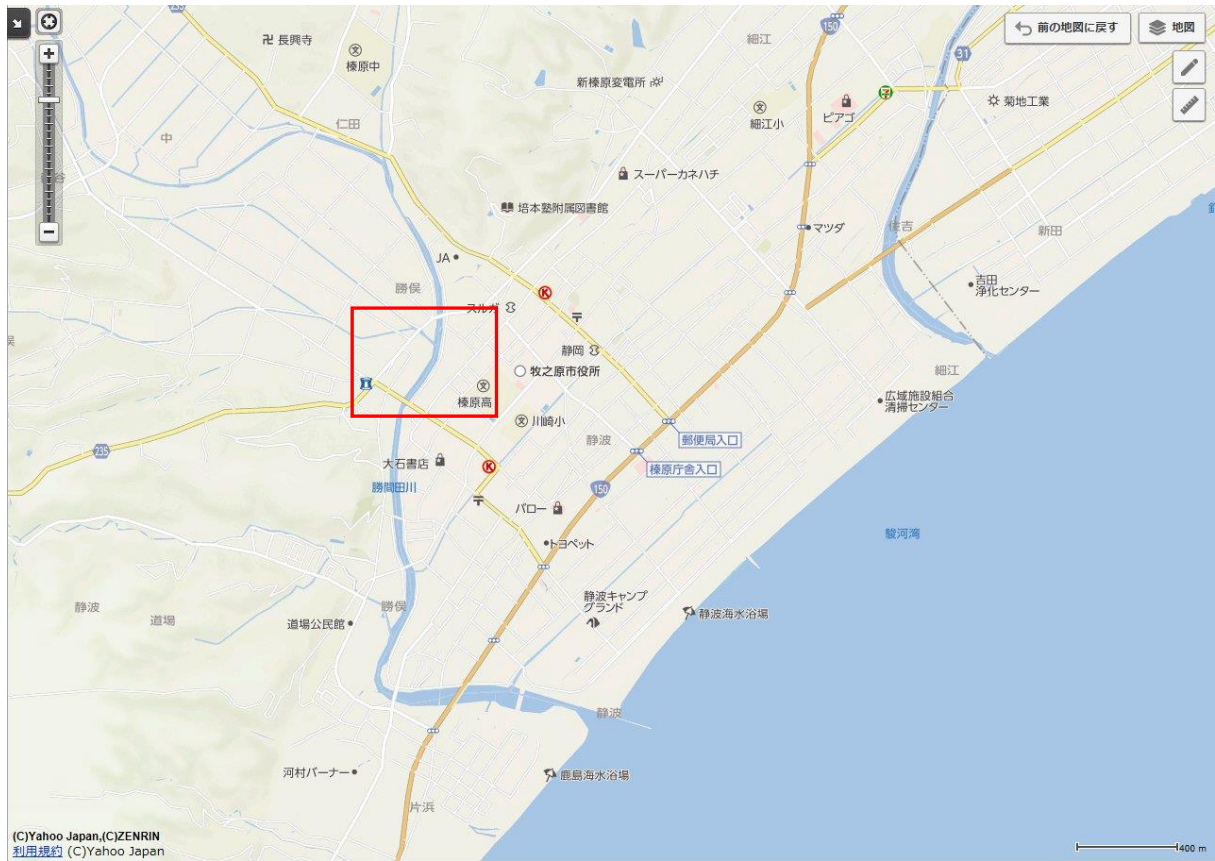 150
細江
前の地図に戻す
地図
卍 長興寺
文
榛原中
31
新榛原変電所
文
細江小
ピアゴ
菊地工業
仁田
中
スーパーカネハチ
培本塾附属図書館
マツダ
住吉
新田
JA
勝俣
吉田
浄化センター
スルガ
K
〒
静岡
牧之原市役所
文
榛原高
細江
広域施設組合
清掃センター
文 川崎小
静波
郵便局入口
235
大石書店
K
榛原庁舎入口
勝間田川
〒
150
バロー
駿河湾
トヨペット
静波キャンプ
グランド
静波
道場
勝俣
静波海水浴場
道場公民館
静波
河村バーナー
鹿島海水浴場
片浜
(C)Yahoo Japan,(C)ZENRIN
利用規約 (C)Yahoo Japan
400 m